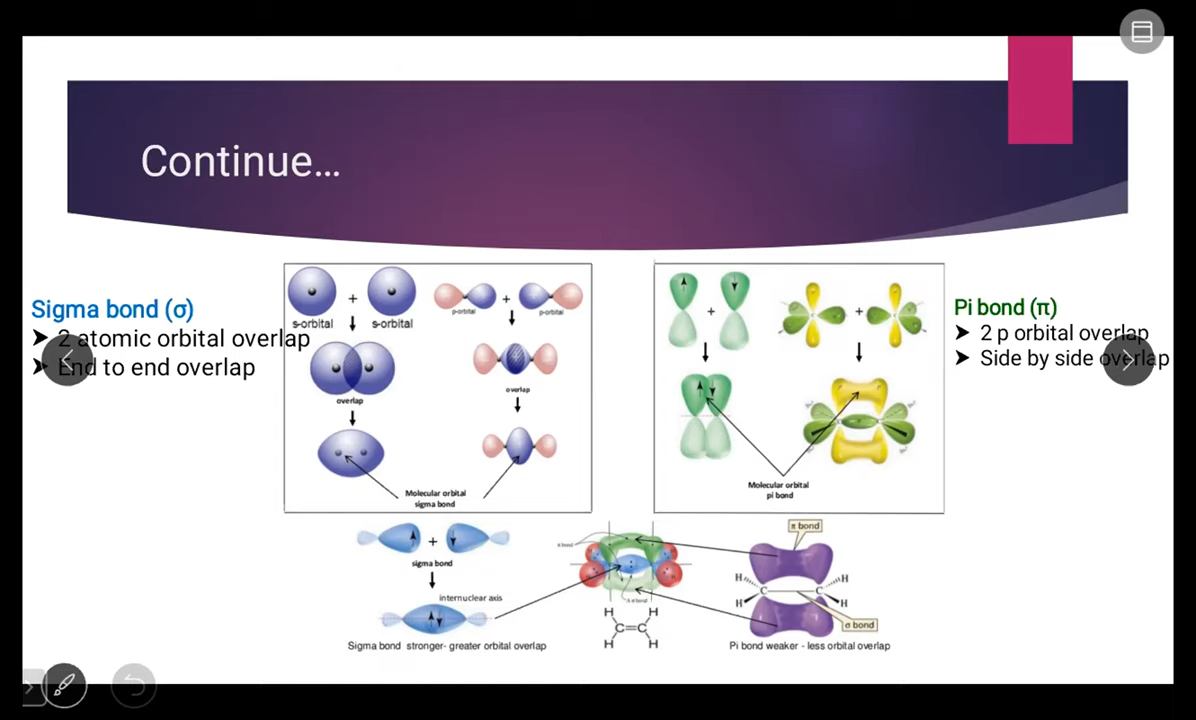 Continue...
Sigma bond (σ)
➤ 2 atomic orbital overlap
➤ End to end overlap
s-orbital + s-orbital
p-orbital + p-orbital
overlap
overlap
Molecular orbital
sigma bond
+ +
Molecular orbital
pi bond
Pi bond (π)
➤ 2 p orbital overlap
➤ Side by side overlap
+
sigma bond
internuclear axis
Sigma bond stronger- greater orbital overlap
H H
C=C
H H
π bond
H H
C C
H H
σ bond
Pi bond weaker - less orbital overlap